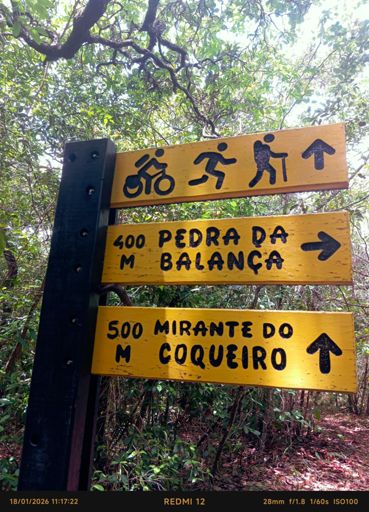 400 PEDRA DA
M BALANÇA
500 MIRANTE DO
M COQUEIRO
18/01/2026 11:17:22 REDMI 12 28mm f/1.8 1/60s ISO100